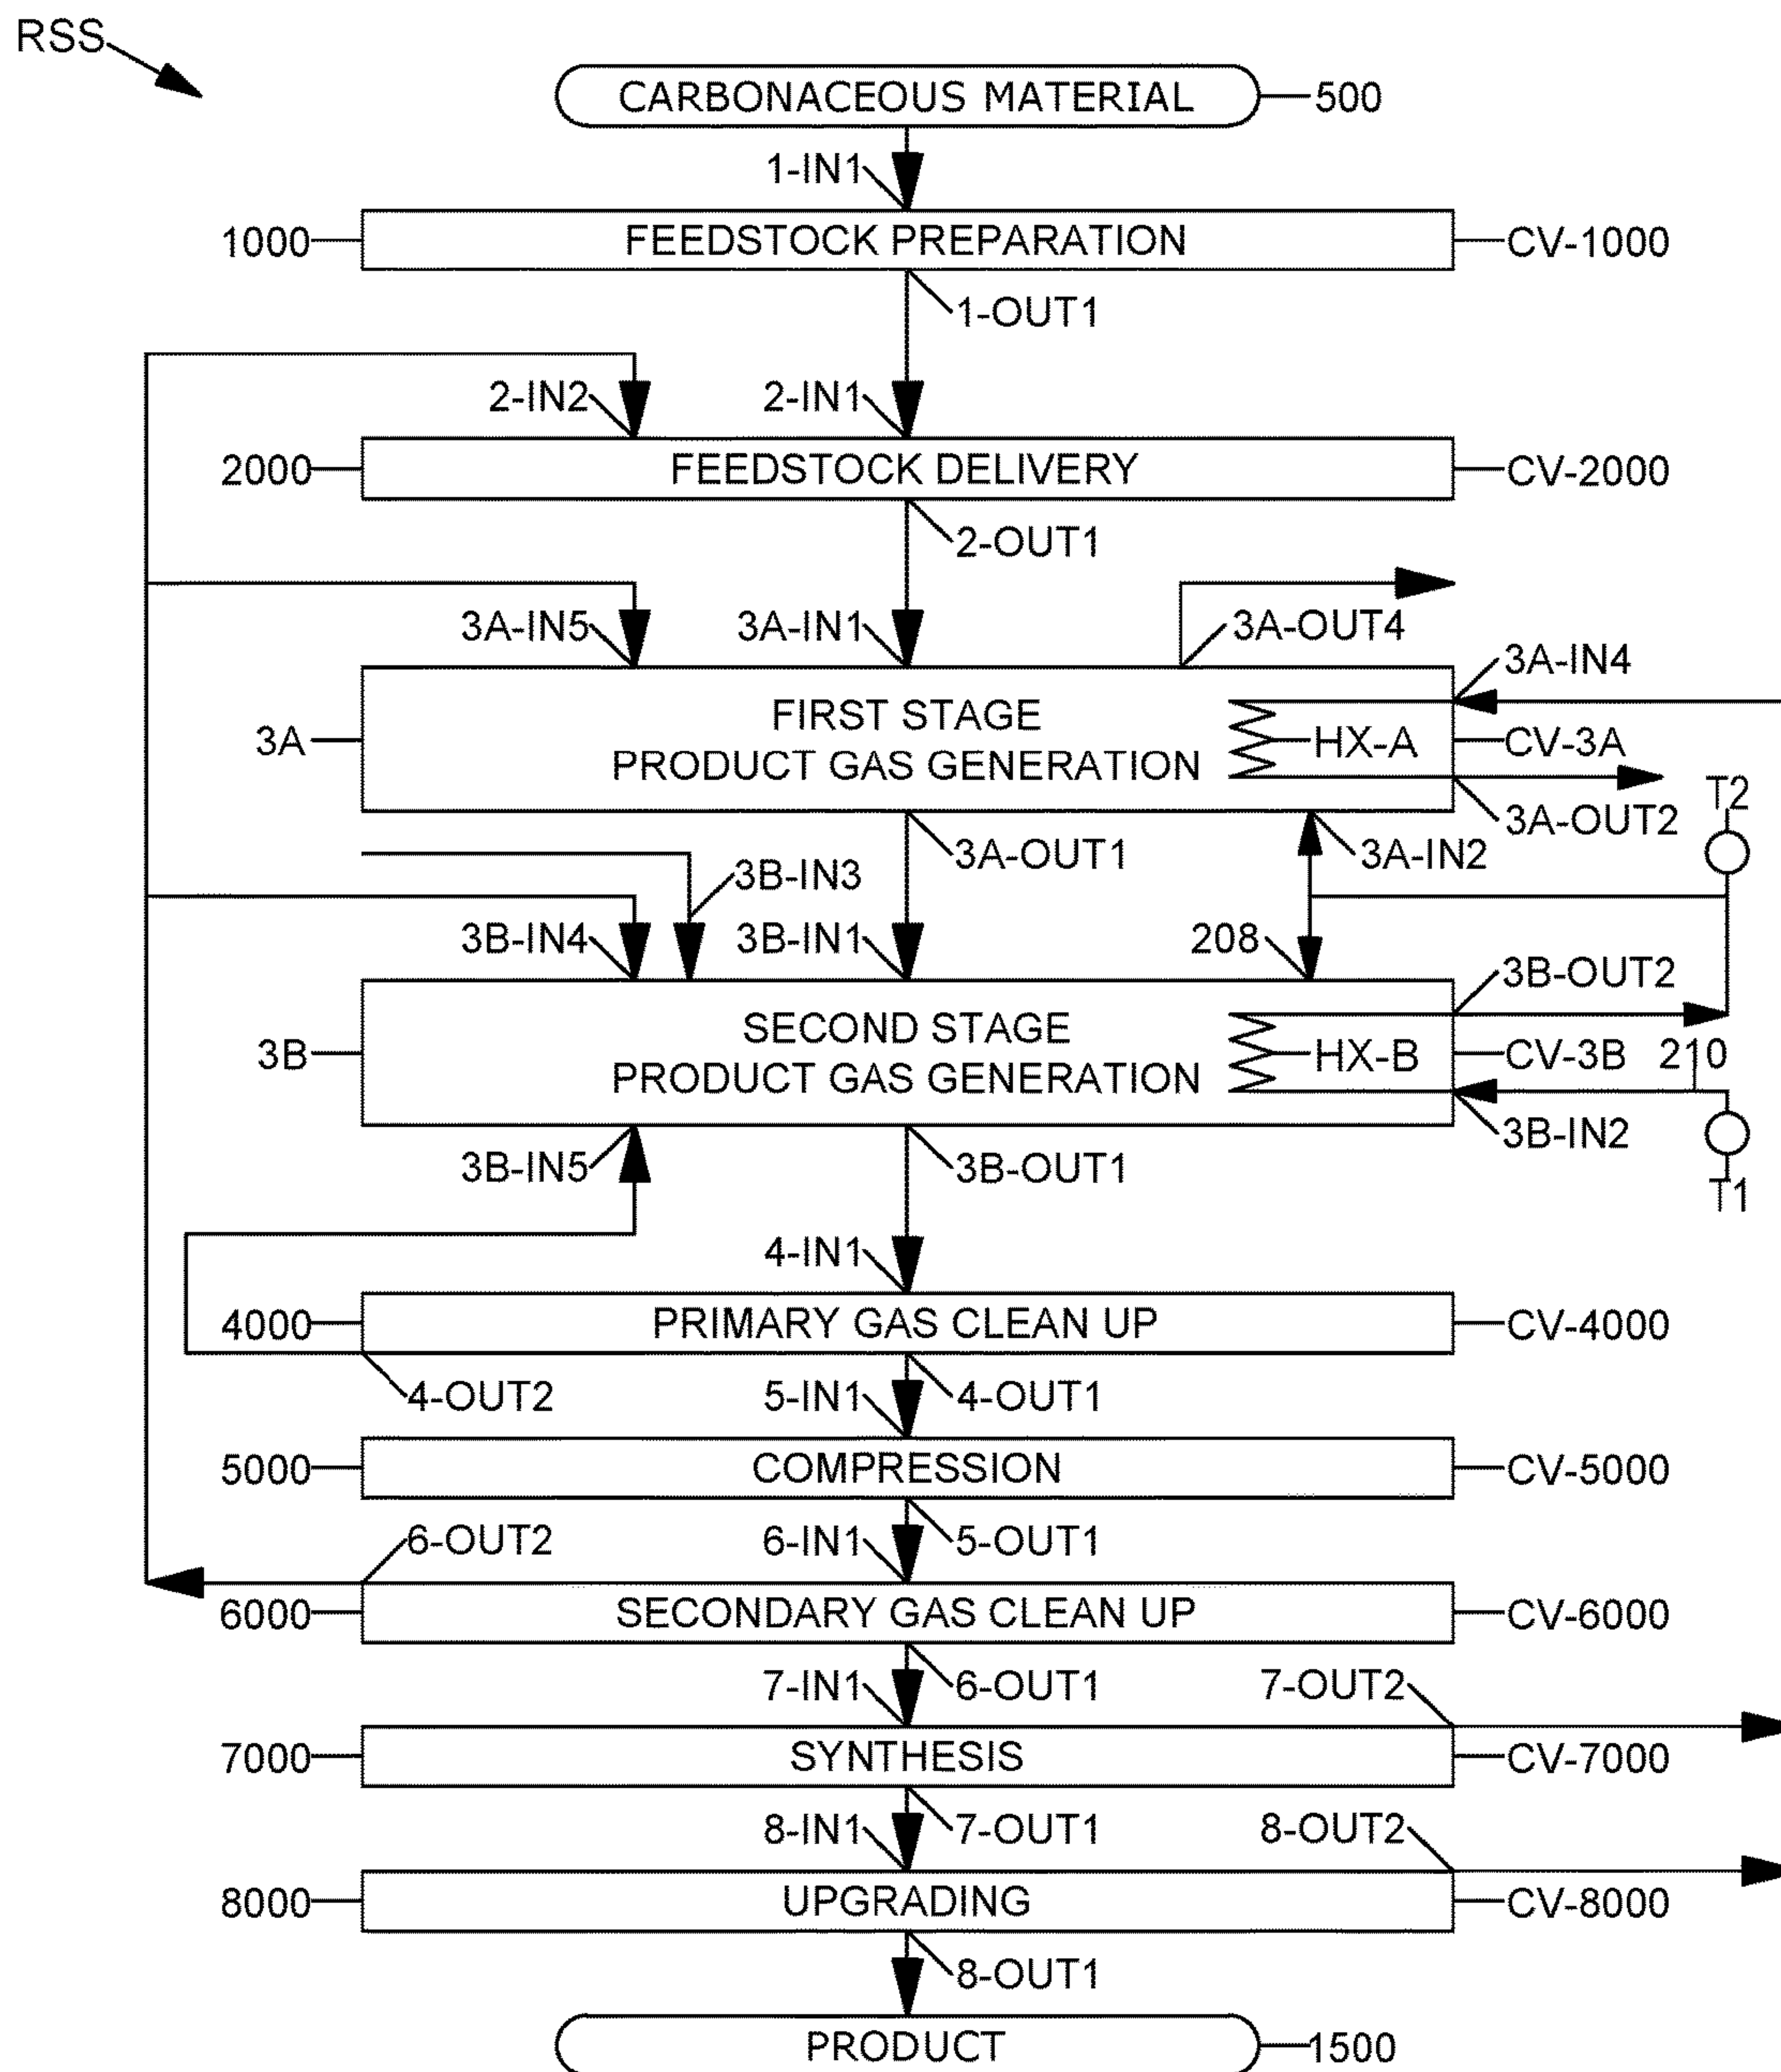 RSS
CARBONACEOUS MATERIAL
500
1-IN1
1000
FEEDSTOCK PREPARATION
CV-1000
1-OUT1
2-IN2
2-IN1
2000
FEEDSTOCK DELIVERY
CV-2000
2-OUT1
3A-IN5
3A-IN1
3A-OUT4
3A-IN4
3A
FIRST STAGE
PRODUCT GAS GENERATION
HX-A
CV-3A
3A-OUT2
T2
3A-OUT1
3A-IN2
3B-IN3
3B-IN4
3B-IN1
208
3B-OUT2
3B
SECOND STAGE
PRODUCT GAS GENERATION
HX-B
CV-3B
210
3B-IN2
T1
3B-IN5
3B-OUT1
4-IN1
4000
PRIMARY GAS CLEAN UP
CV-4000
4-OUT2
5-IN1
4-OUT1
5000
COMPRESSION
CV-5000
6-OUT2
6-IN1
5-OUT1
6000
SECONDARY GAS CLEAN UP
CV-6000
7-IN1
6-OUT1
7-OUT2
7000
SYNTHESIS
CV-7000
8-IN1
7-OUT1
8-OUT2
8000
UPGRADING
CV-8000
8-OUT1
PRODUCT
1500